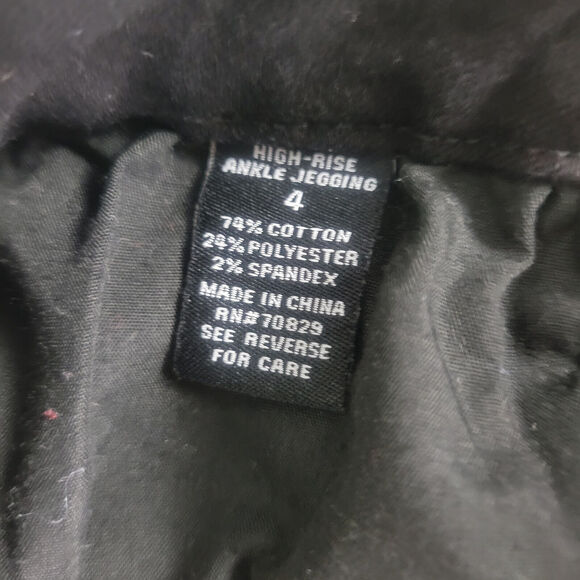 HIGH-RISE
ANKLE JEGGING
4
74% COTTON
24% POLYESTER
2% SPANDEX
MADE IN CHINA
RN#70829
SEE REVERSE
FOR CARE